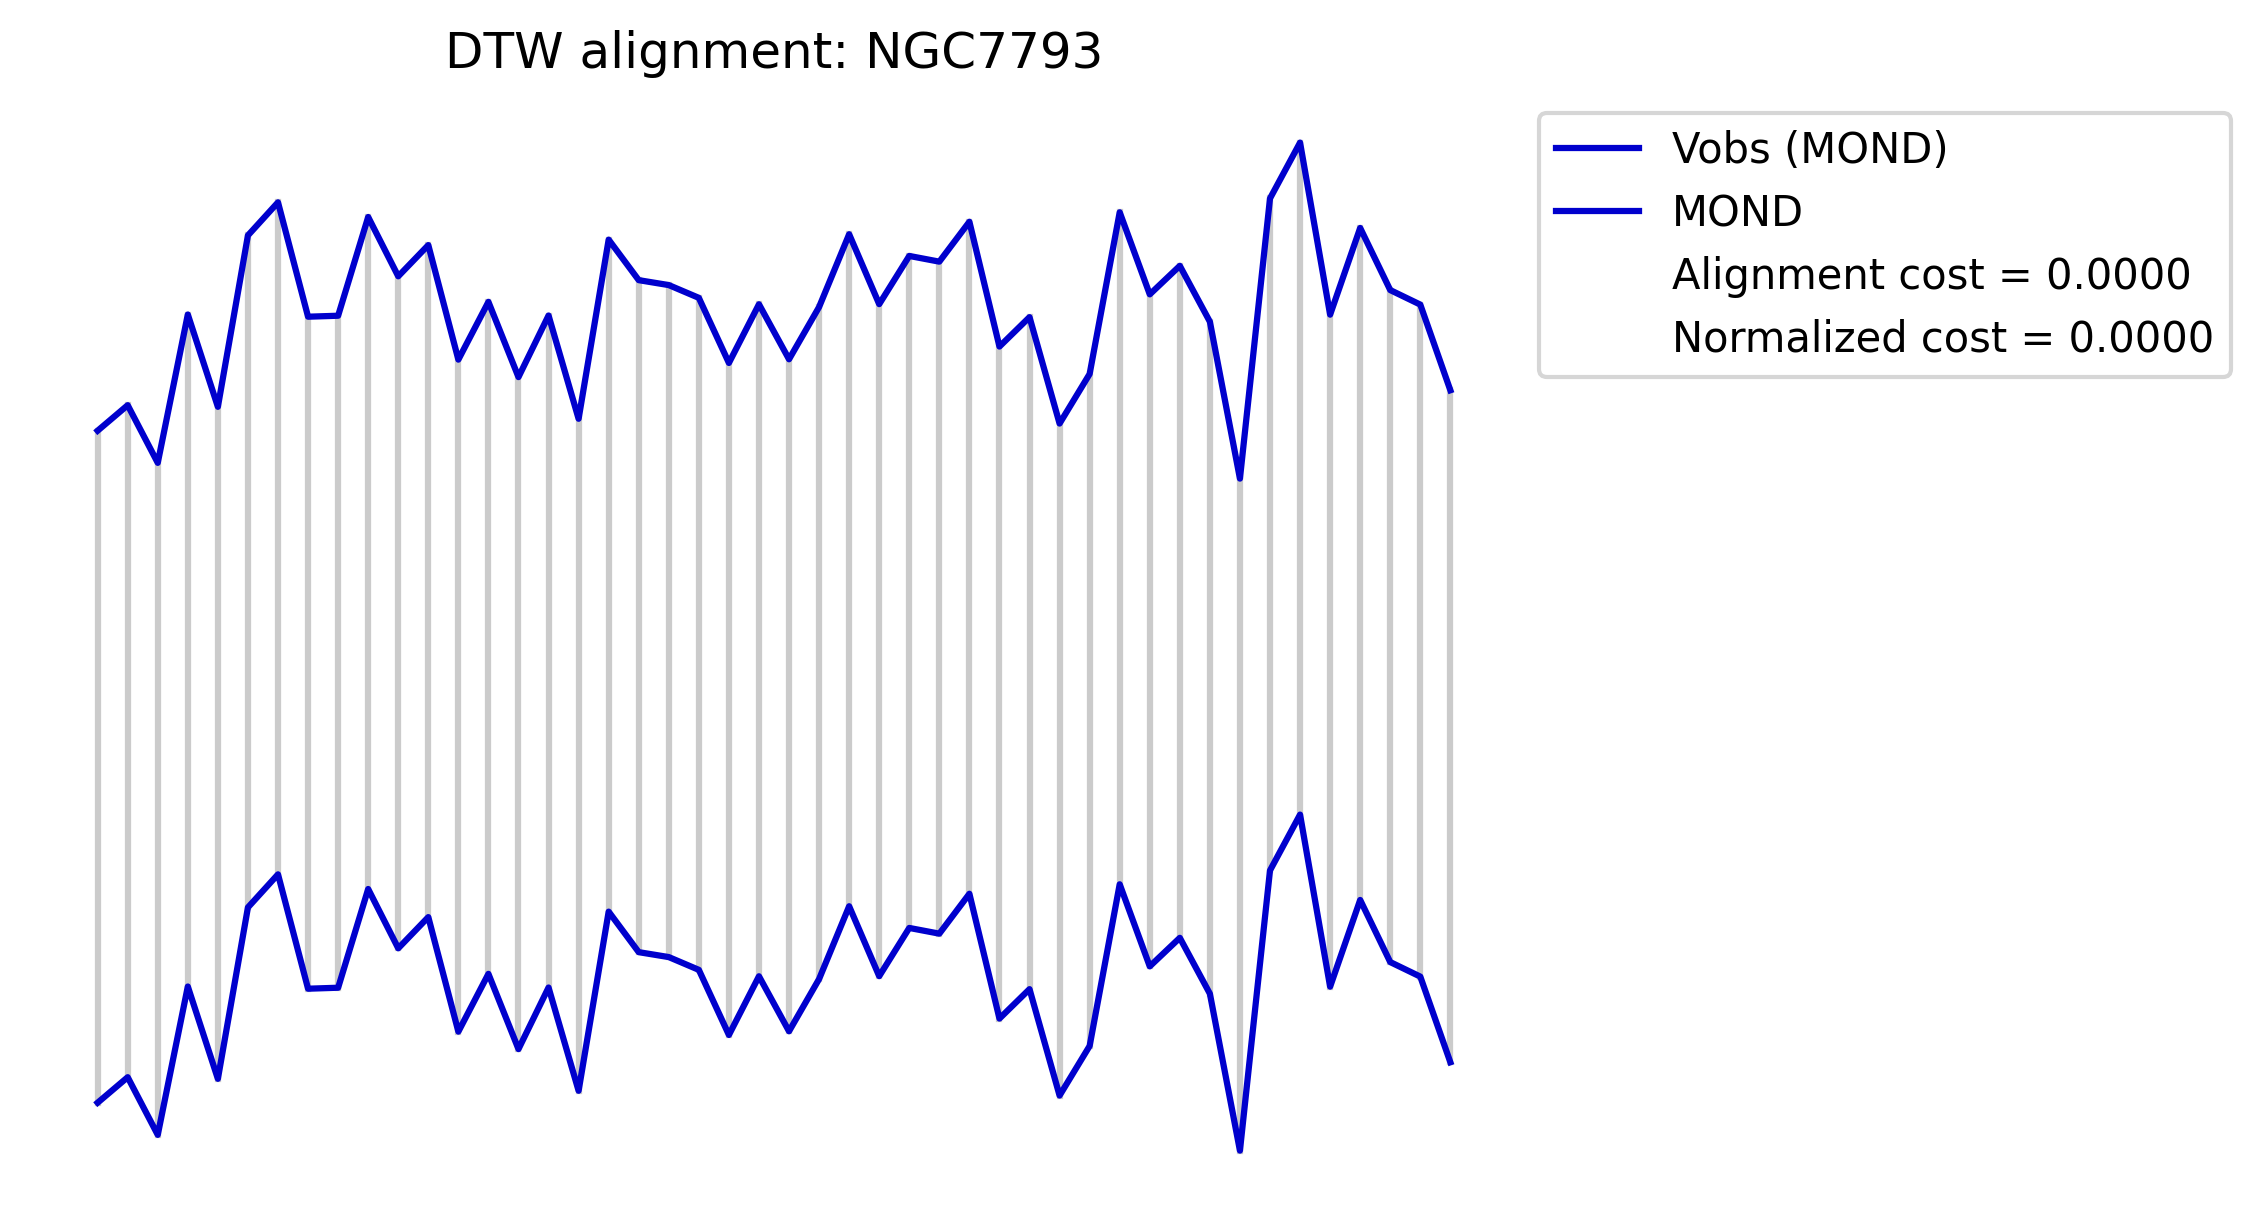 DTW alignment: NGC7793
Vobs (MOND)
MOND
Alignment cost = 0.0000
Normalized cost = 0.0000